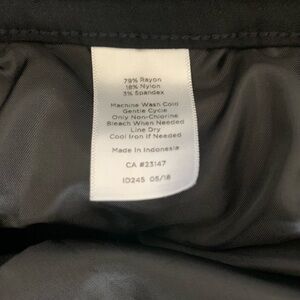 79% Rayon
18% Nylon
3% Spandex
Machine Wash Cold
Gentle Cycle
Only Non-Chlorine
Bleach When Needed
Line Dry
Cool Iron If Needed
Made in Indonesia
CA #23147
ID245 05/18